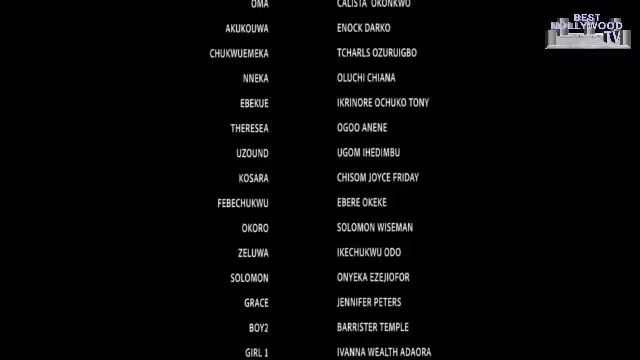 BEST
NOLLYWOOD
TV
OMA CALISTA OKONKWO
AKUKOUWA ENOCK DARKO
CHUKWUEMEKA TCHARLS OZURUIGBO
NNEKA OLUCHI CHIANA
EBEKUE IKRINORE OCHUKO TONY
THERESEA OGOO ANENE
UZOUND UGOM IHEDIMBU
KOSARA CHISOM JOYCE FRIDAY
FEBECHUKWU EBERE OKEKE
OKORO SOLOMON WISEMAN
ZELUWA IKECHUKWU ODO
SOLOMON ONYEKA EZEJIOFOR
GRACE JENNIFER PETERS
BOY2 BARRISTER TEMPLE
GIRL 1 IVANNA WEALTH ADAORA